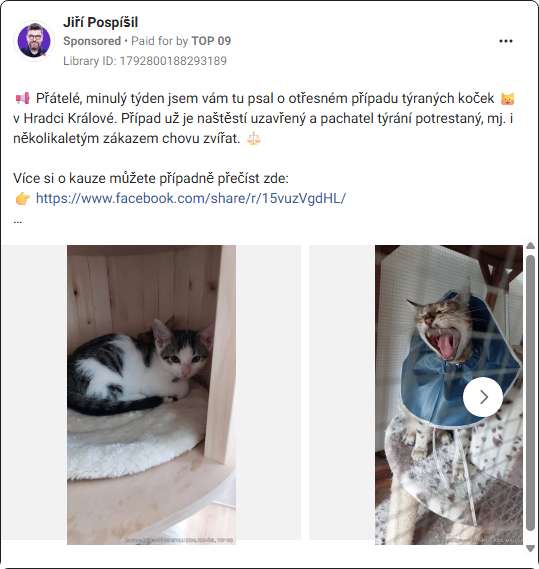 Jiří Pospíšil
Sponsored • Paid for by TOP 09
Library ID: 1792800188293189
Přátelé, minulý týden jsem vám tu psal o otřesném případu týraných koček
v Hradci Králové. Případ už je naštěstí uzavřený a pachatel týrání potrestaný, mj. i
několikaletým zákazem chovu zvířat.
Více si o kauze můžete případně přečíst zde:
https://www.facebook.com/share/r/15vuzVgdHL/
...